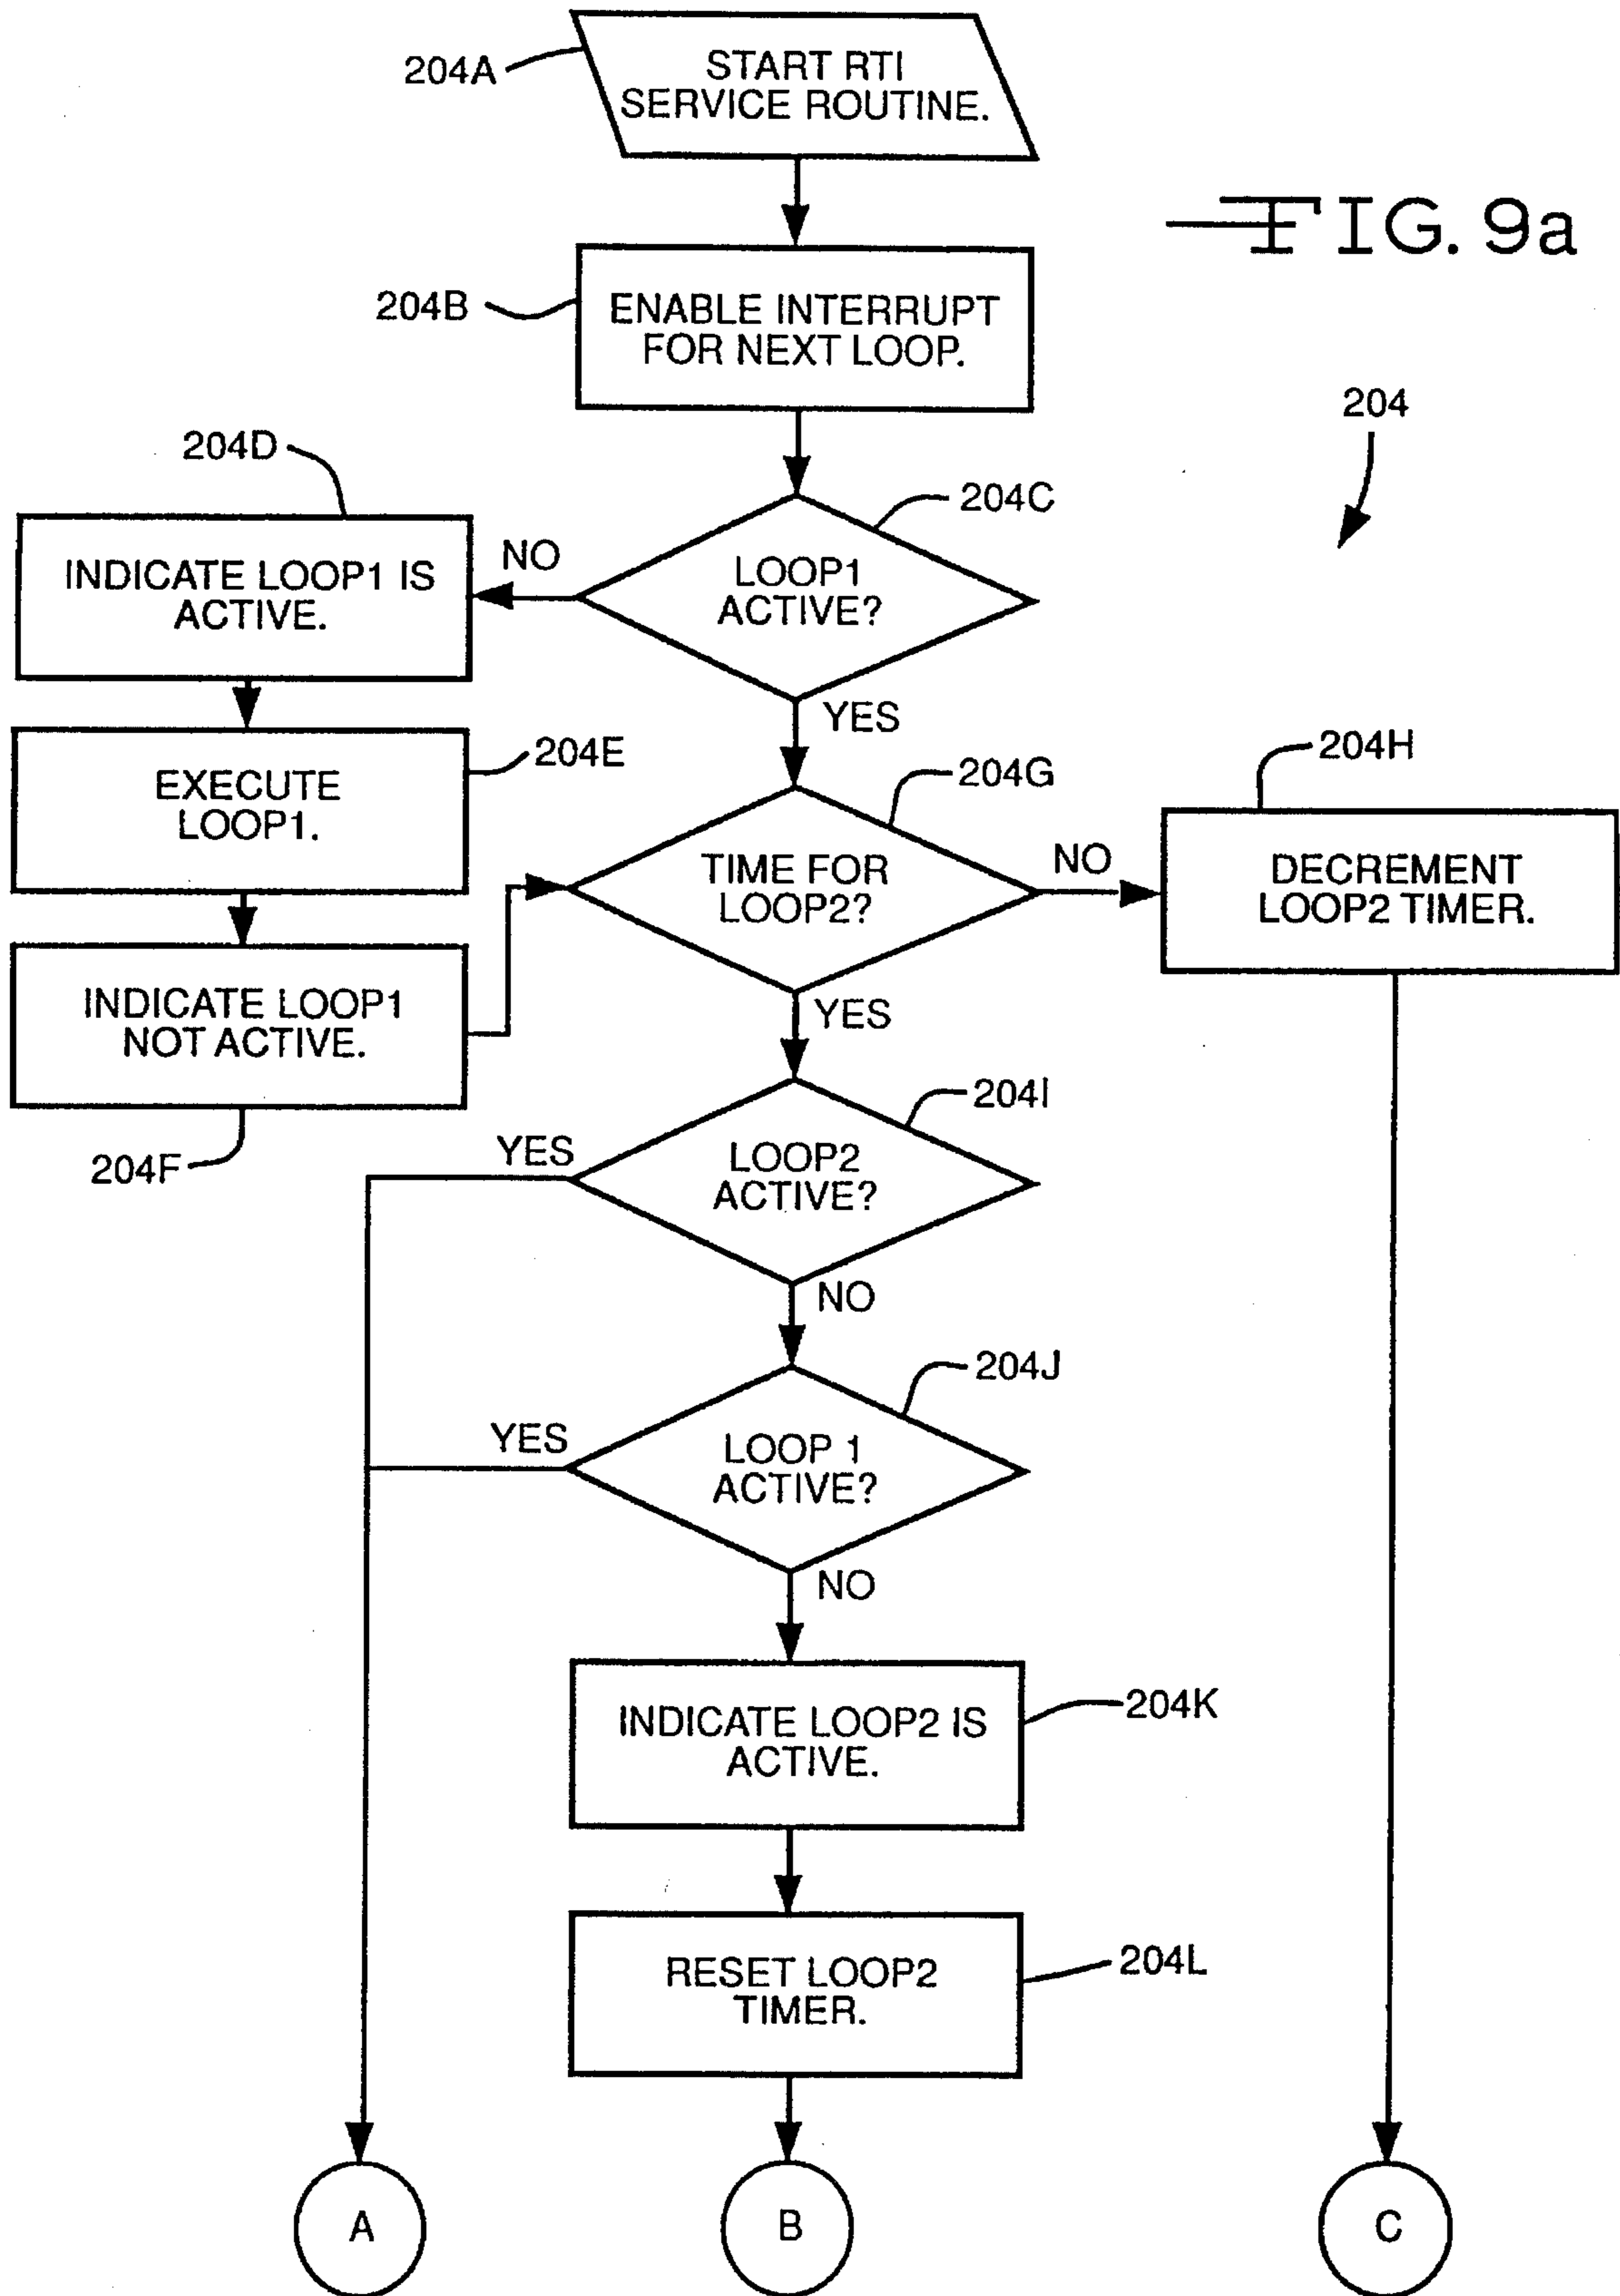 204A
START RTI
SERVICE ROUTINE.
FIG. 9a
204B
ENABLE INTERRUPT
FOR NEXT LOOP.
204
204D
204C
INDICATE LOOP1 IS
ACTIVE.
NO
LOOP1
ACTIVE?
YES
204E
EXECUTE
LOOP1.
204G
204H
TIME FOR
LOOP2?
NO
DECREMENT
LOOP2 TIMER.
INDICATE LOOP1
NOT ACTIVE.
YES
204F
204I
YES
LOOP2
ACTIVE?
NO
204J
YES
LOOP 1
ACTIVE?
NO
204K
INDICATE LOOP2 IS
ACTIVE.
204L
RESET LOOP2
TIMER.
A
B
C